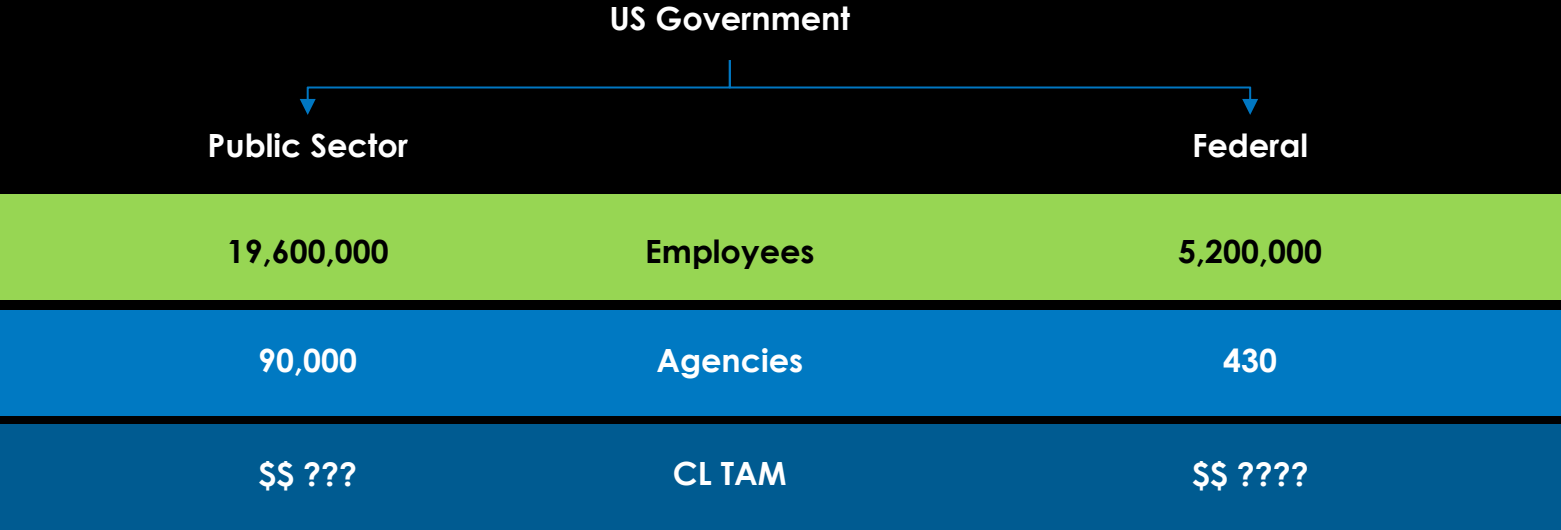 US Government
Public Sector Federal
19,600,000 Employees 5,200,000
90,000 Agencies 430
$$ ??? CL TAM $$ ????